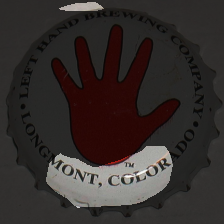 LEFT HAND BREWING COMPANY
• LONGMONT, COLORADO •
TM